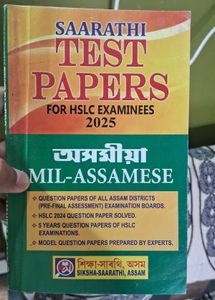 SAARATHI
TEST
PAPERS
FOR HSLC EXAMINEES
2025
অসমীয়া
MIL-ASSAMESE
QUESTION PAPERS OF ALL ASSAM DISTRICTS
(PRE-FINAL ASSESSMENT) EXAMINATION BOARDS.
HSLC 2024 QUESTION PAPER SOLVED.
5 YEARS QUESTION PAPERS OF HSLC
EXAMINATIONS.
MODEL QUESTION PAPERS PREPARED BY EXPERTS.
শিক্ষা-সাৰথি, অসম
SIKSHA-SAARATHI, ASSAM